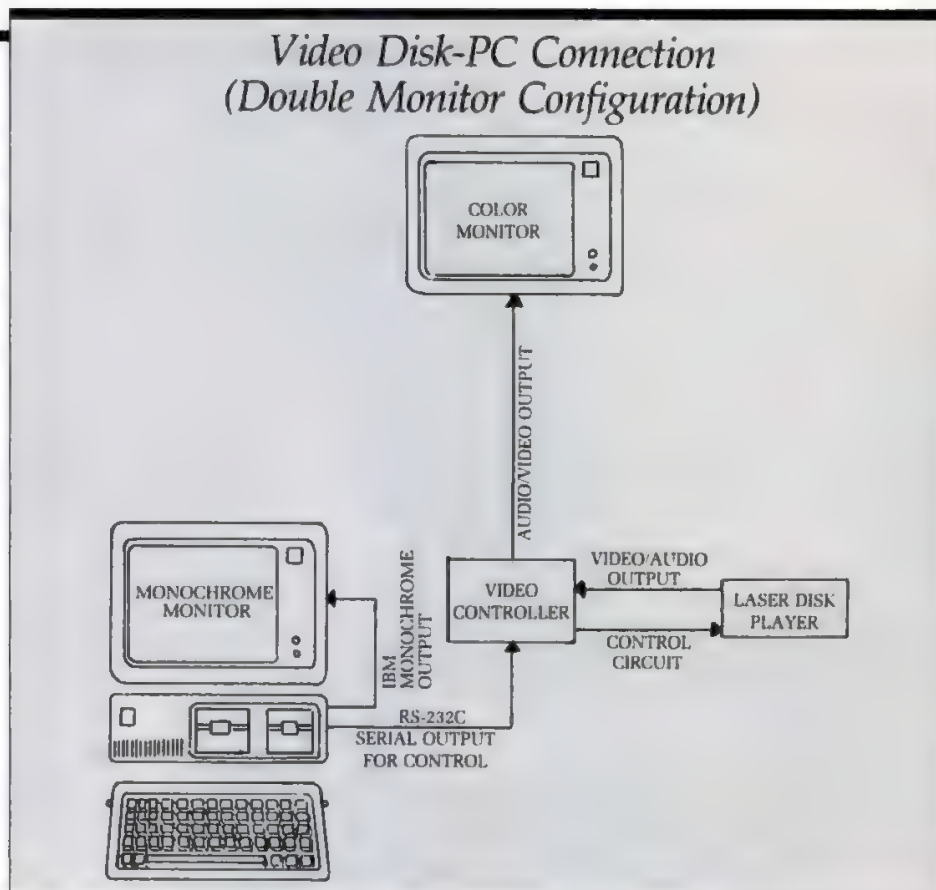 Video Disk-PC Connection
(Double Monitor Configuration)
COLOR
MONITOR
AUDIO/VIDEO OUTPUT
MONOCHROME
MONITOR
IBM
MONOCHROME
OUTPUT
VIDEO
CONTROLLER
VIDEO/AUDIO
OUTPUT
LASER DISK
PLAYER
CONTROL
CIRCUIT
RS-232C
SERIAL OUTPUT
FOR CONTROL